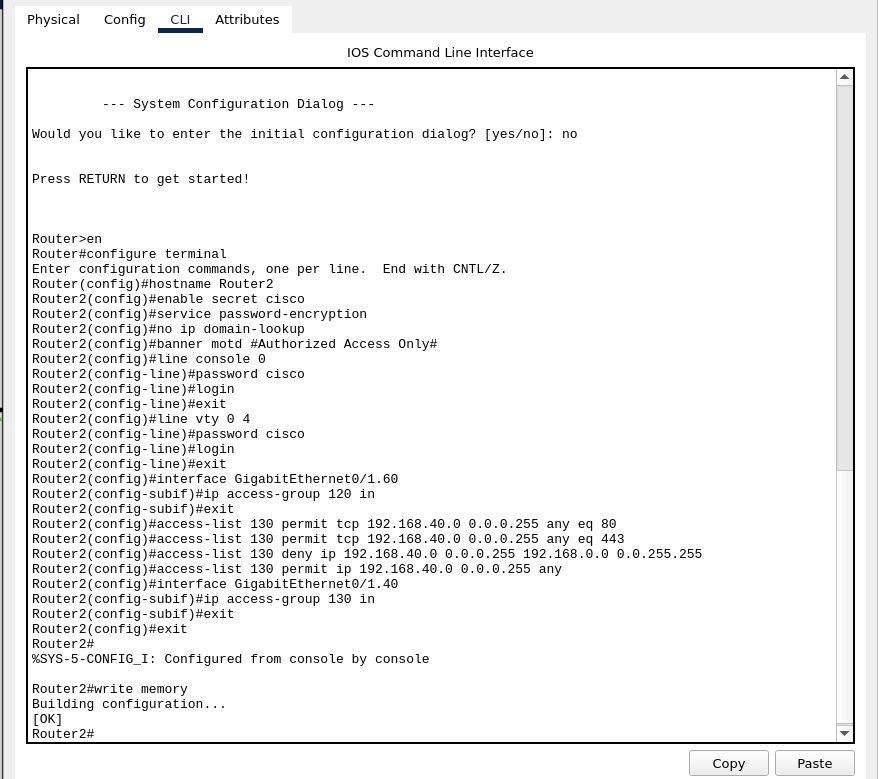 Physical Config CLI Attributes
IOS Command Line Interface
--- System Configuration Dialog ---
Would you like to enter the initial configuration dialog? [yes/no]: no
Press RETURN to get started!
Router>en
Router#configure terminal
Enter configuration commands, one per line.  End with CNTL/Z.
Router(config)#hostname Router2
Router2(config)#enable secret cisco
Router2(config)#service password-encryption
Router2(config)#no ip domain-lookup
Router2(config)#banner motd #Authorized Access Only#
Router2(config)#line console 0
Router2(config-line)#password cisco
Router2(config-line)#login
Router2(config-line)#exit
Router2(config)#line vty 0 4
Router2(config-line)#password cisco
Router2(config-line)#login
Router2(config-line)#exit
Router2(config)#interface GigabitEthernet0/1.60
Router2(config-subif)#ip access-group 120 in
Router2(config-subif)#exit
Router2(config)#access-list 130 permit tcp 192.168.40.0 0.0.0.255 any eq 80
Router2(config)#access-list 130 permit tcp 192.168.40.0 0.0.0.255 any eq 443
Router2(config)#access-list 130 deny ip 192.168.40.0 0.0.0.255 192.168.0.0 0.0.255.255
Router2(config)#access-list 130 permit ip 192.168.40.0 0.0.0.255 any
Router2(config)#interface GigabitEthernet0/1.40
Router2(config-subif)#ip access-group 130 in
Router2(config-subif)#exit
Router2(config)#exit
Router2#
%SYS-5-CONFIG_I: Configured from console by console
Router2#write memory
Building configuration...
[OK]
Router2#
Copy Paste